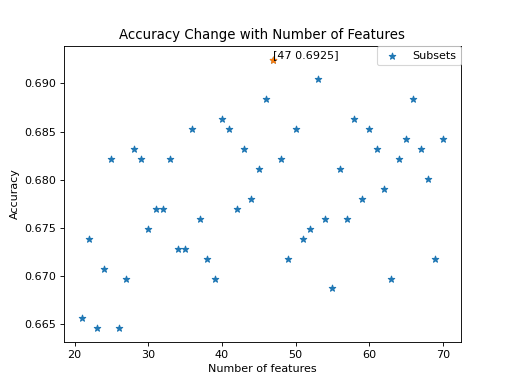 Accuracy Change with Number of Features
[47 0.6925]
Subsets
0.690
0.685
0.680
0.675
0.670
0.665
Accuracy
20 30 40 50 60 70
Number of features